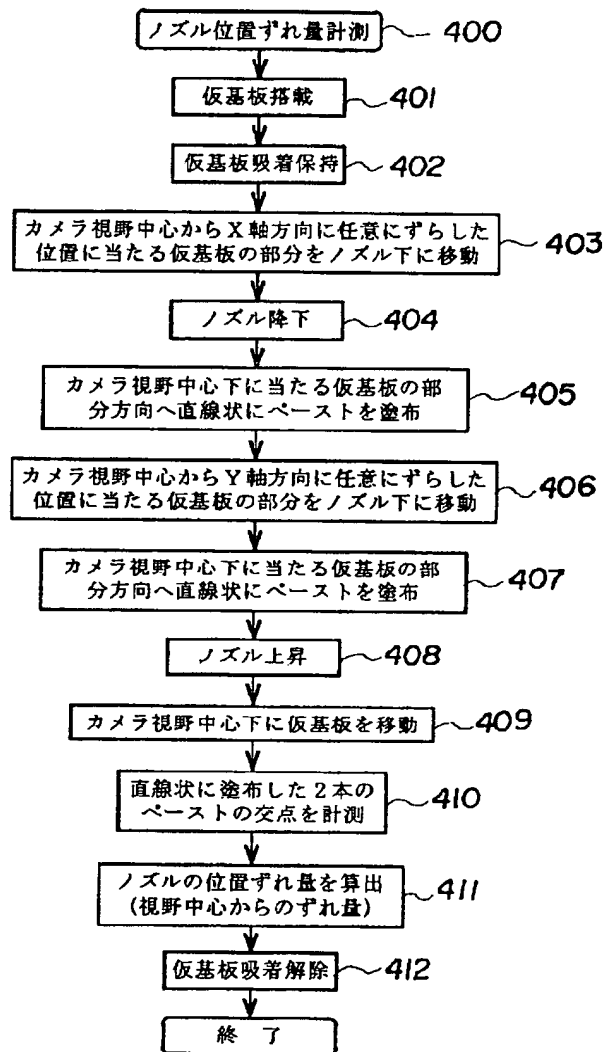 ノズル位置ずれ量計測 400
仮基板搭載 401
仮基板吸着保持 402
カメラ視野中心からX軸方向に任意にずらした
位置に当たる仮基板の部分をノズル下に移動 403
ノズル降下 404
カメラ視野中心下に当たる仮基板の部
分方向へ直線状にペーストを塗布 405
カメラ視野中心からY軸方向に任意にずらした
位置に当たる仮基板の部分をノズル下に移動 406
カメラ視野中心下に当たる仮基板の部
分方向へ直線状にペーストを塗布 407
ノズル上昇 408
カメラ視野中心下に仮基板を移動 409
直線状に塗布した2本の
ペーストの交点を計測 410
ノズルの位置ずれ量を算出
(視野中心からのずれ量) 411
仮基板吸着解除 412
終 了